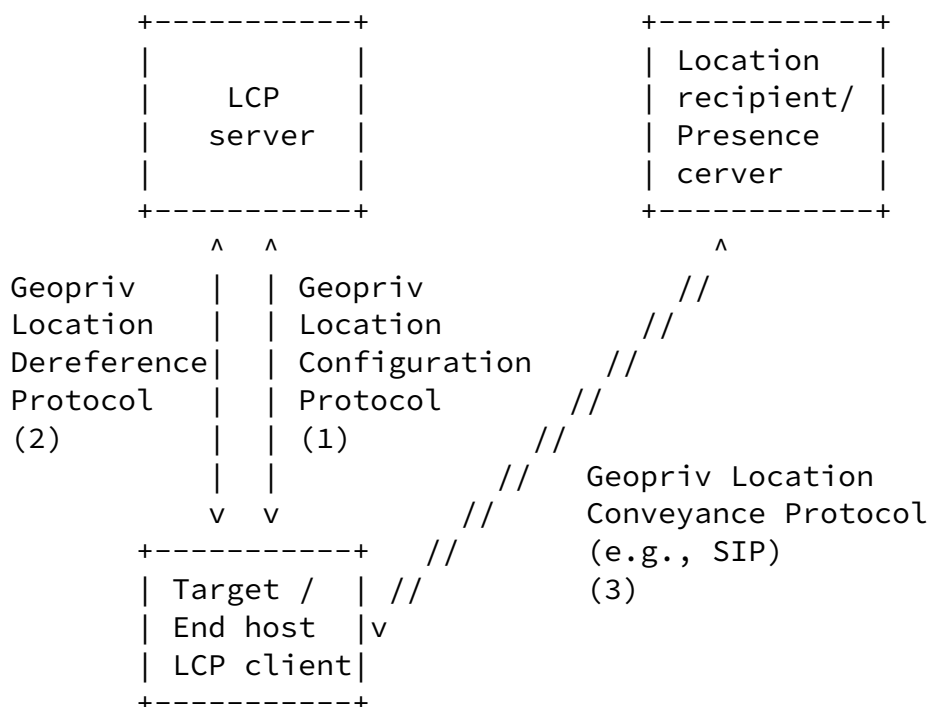 LCP
server
Location
recipient/
Presence
cerver
Geopriv
Location
Dereference
Protocol
(2)
Geopriv
Location
Configuration
Protocol
(1)
Geopriv Location
Conveyance Protocol
(e.g., SIP)
(3)
Target /
End host
LCP client